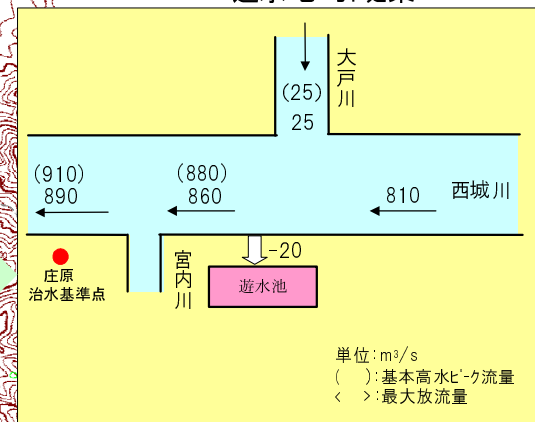 大戸川
(25)
25
(910)
890
(880)
860
810
西城川
-20
宮内川
遊水池
庄原
治水基準点
単位:m³/s
(　):基本高水ﾋﾟｰｸ流量
<　>:最大放流量